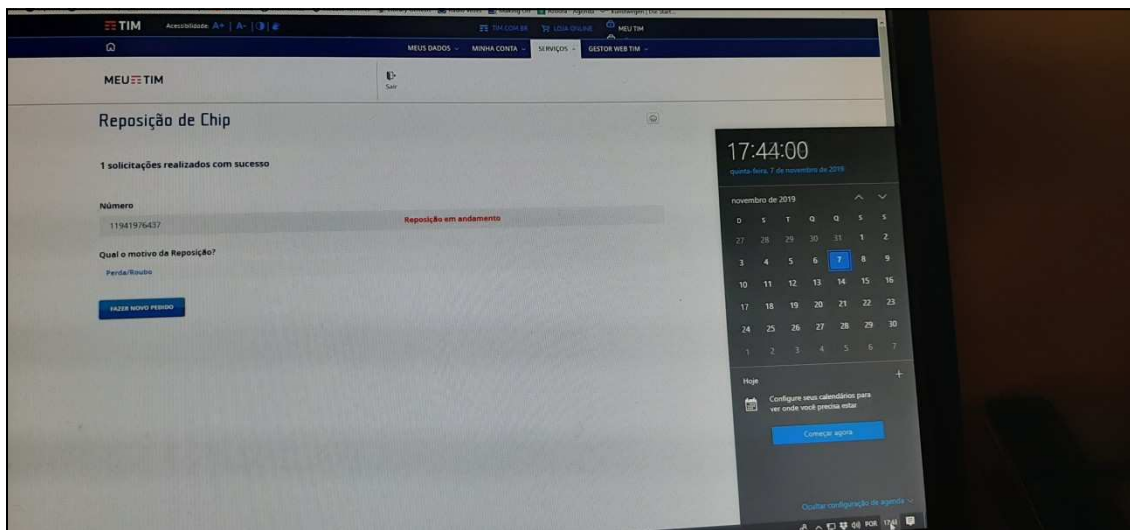 TIM
Acessibilidade: A+ | A- |
TIM.COM.BR
LOJA ONLINE
MEU TIM
MEUS DADOS
MINHA CONTA
SERVIÇOS
GESTOR WEB TIM
MEU TIM
Sair
Reposição de Chip
1 solicitações realizados com sucesso
Número
11941976437
Reposição em andamento
Qual o motivo da Reposição?
Perda/Roubo
FAZER NOVO PEDIDO
17:44:00
quinta-feira, 7 de novembro de 2019
novembro de 2019
D S T Q Q S S
27 28 29 30 31 1 2
3 4 5 6 7 8 9
10 11 12 13 14 15 16
17 18 19 20 21 22 23
24 25 26 27 28 29 30
1 2 3 4 5 6 7
Hoje
Configure seus calendários para
ver onde você precisa estar
Começar agora
Ocultar configuração de agenda
POR